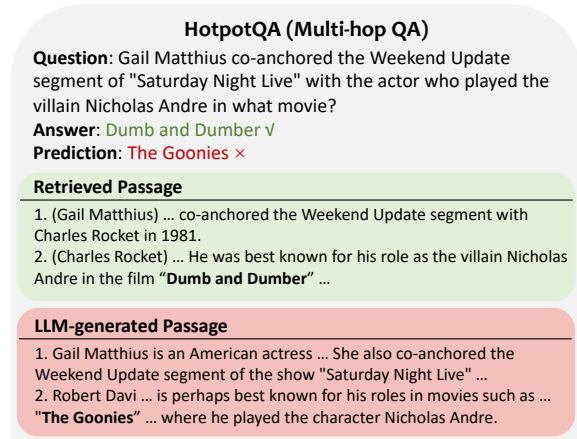 HotpotQA (Multi-hop QA)
Question: Gail Matthius co-anchored the Weekend Update
segment of "Saturday Night Live" with the actor who played the
villain Nicholas Andre in what movie?
Answer: Dumb and Dumber √
Prediction: The Goonies ×
Retrieved Passage
1. (Gail Matthius) … co-anchored the Weekend Update segment with
Charles Rocket in 1981.
2. (Charles Rocket) … He was best known for his role as the villain Nicholas
Andre in the film “Dumb and Dumber” …
LLM-generated Passage
1. Gail Matthius is an American actress … She also co-anchored the
Weekend Update segment of the show "Saturday Night Live" …
2. Robert Davi … is perhaps best known for his roles in movies such as …
"The Goonies” … where he played the character Nicholas Andre.